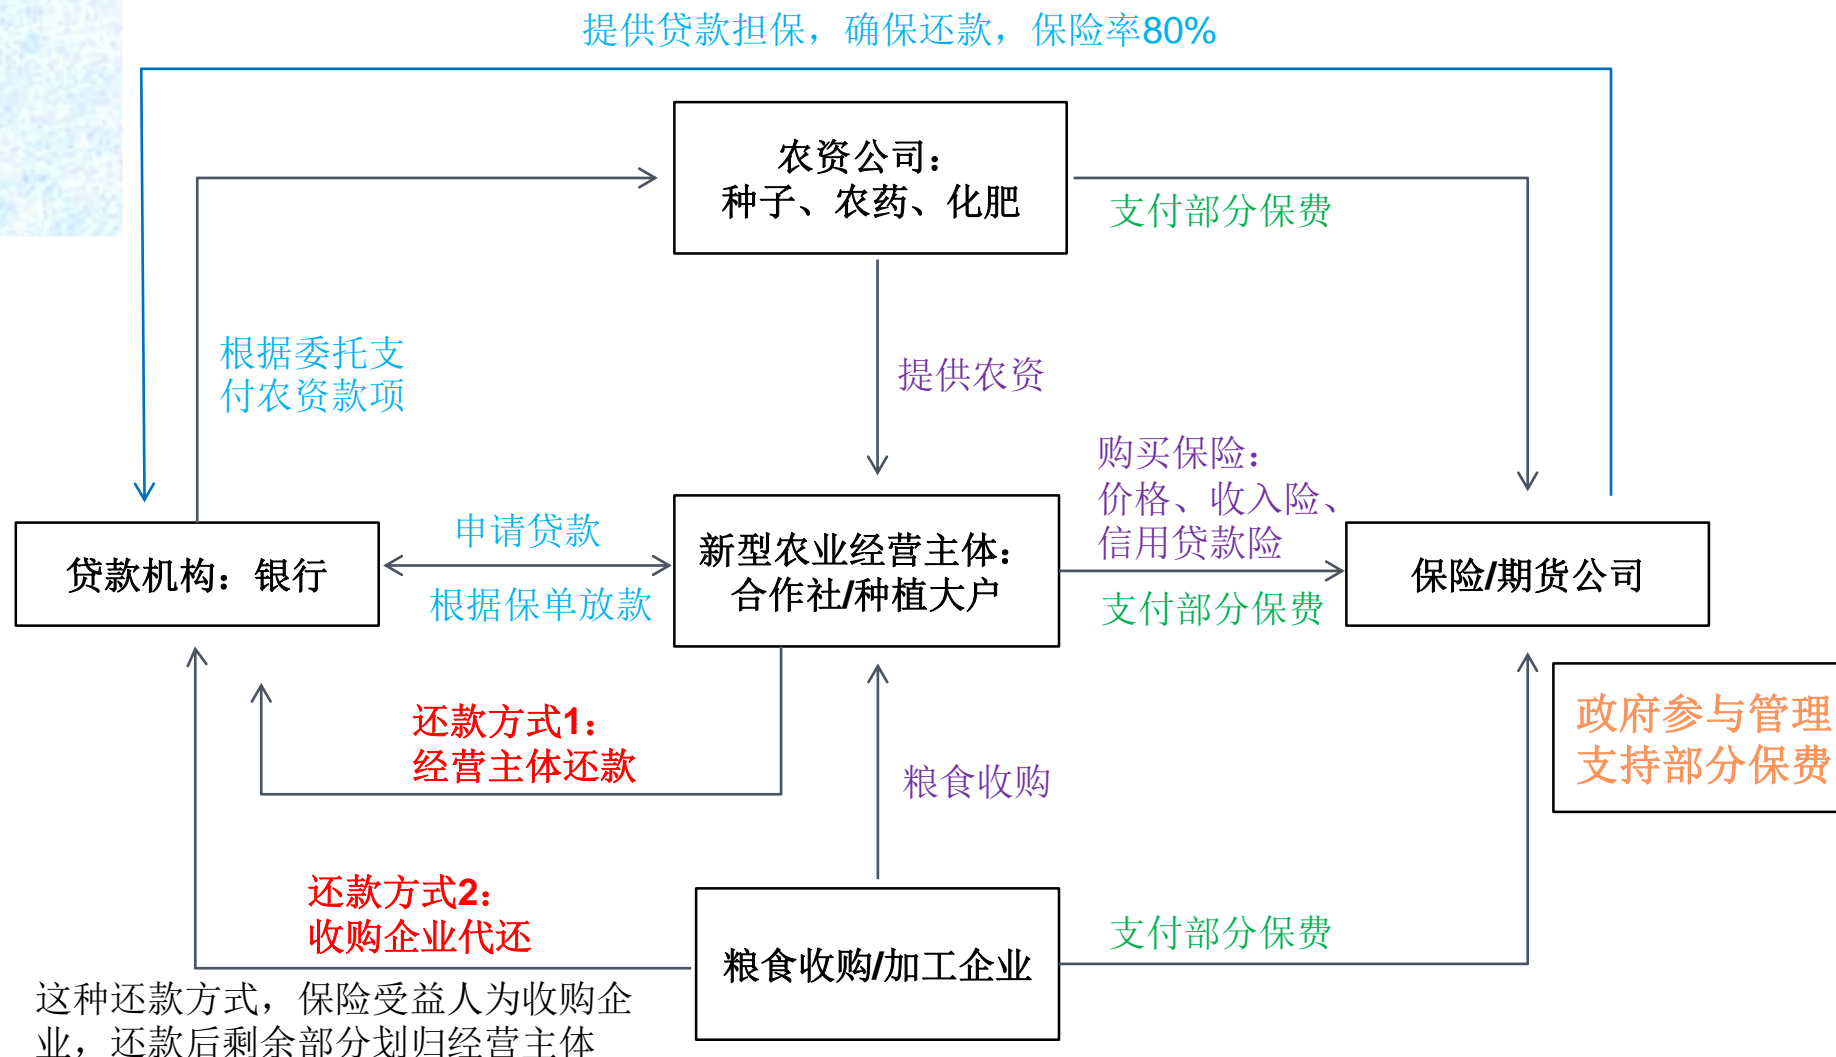 提供贷款担保，确保还款，保险率80%
农资公司：
种子、农药、化肥
支付部分保费
根据委托支
付农资款项
提供农资
购买保险：
价格、收入险、
信用贷款险
申请贷款
贷款机构：银行
根据保单放款
新型农业经营主体：
合作社/种植大户
支付部分保费
保险/期货公司
还款方式1：
经营主体还款
粮食收购
政府参与管理
支持部分保费
还款方式2：
收购企业代还
粮食收购/加工企业
支付部分保费
这种还款方式，保险受益人为收购企
业，还款后剩余部分划归经营主体